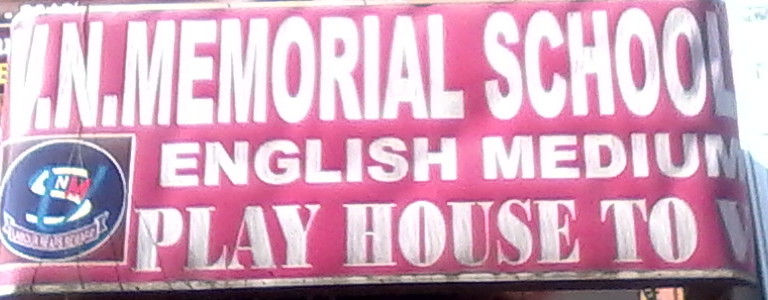 V.N.MEMORIAL SCHOOL
ENGLISH MEDIUM
PLAY HOUSE TO V